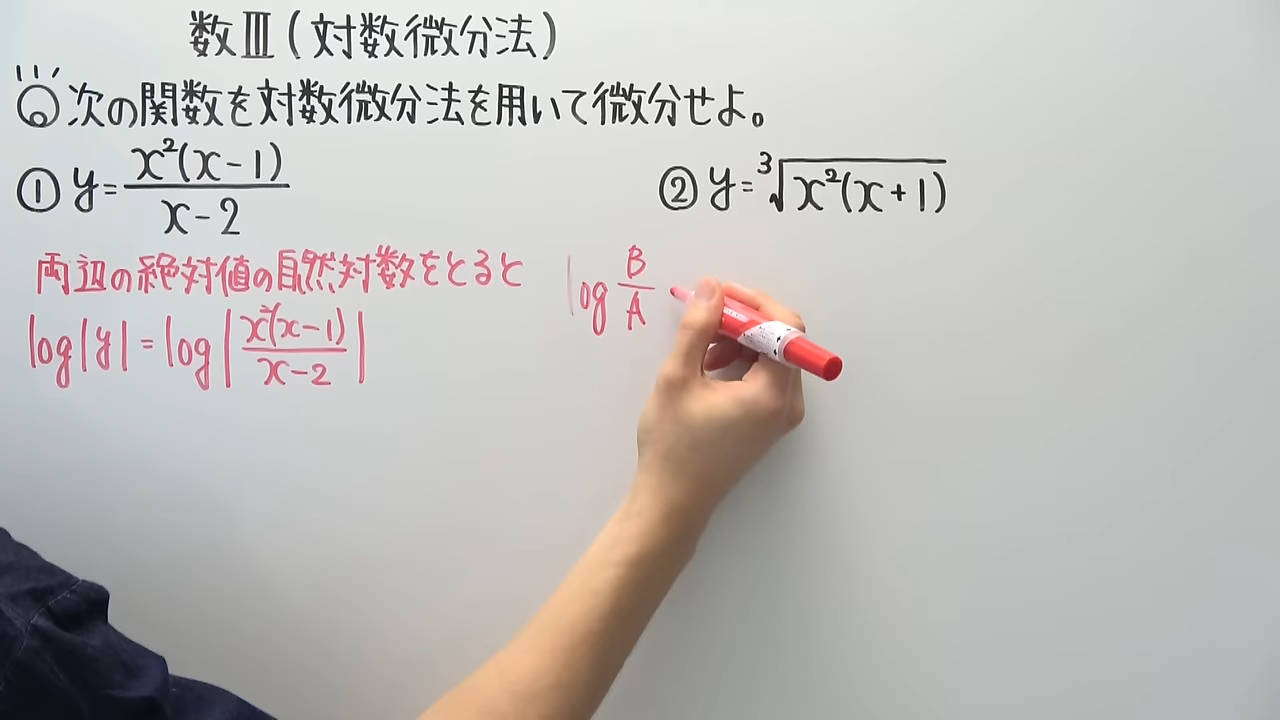 数Ⅲ(対数微分法)
Q 次の関数を対数微分法を用いて微分せよ。
① y=x²(x-1)/(x-2)
② y=³√(x²(x+1))
両辺の絶対値の自然対数をとると
log|y|=log|x²(x-1)/(x-2)|
log B/A